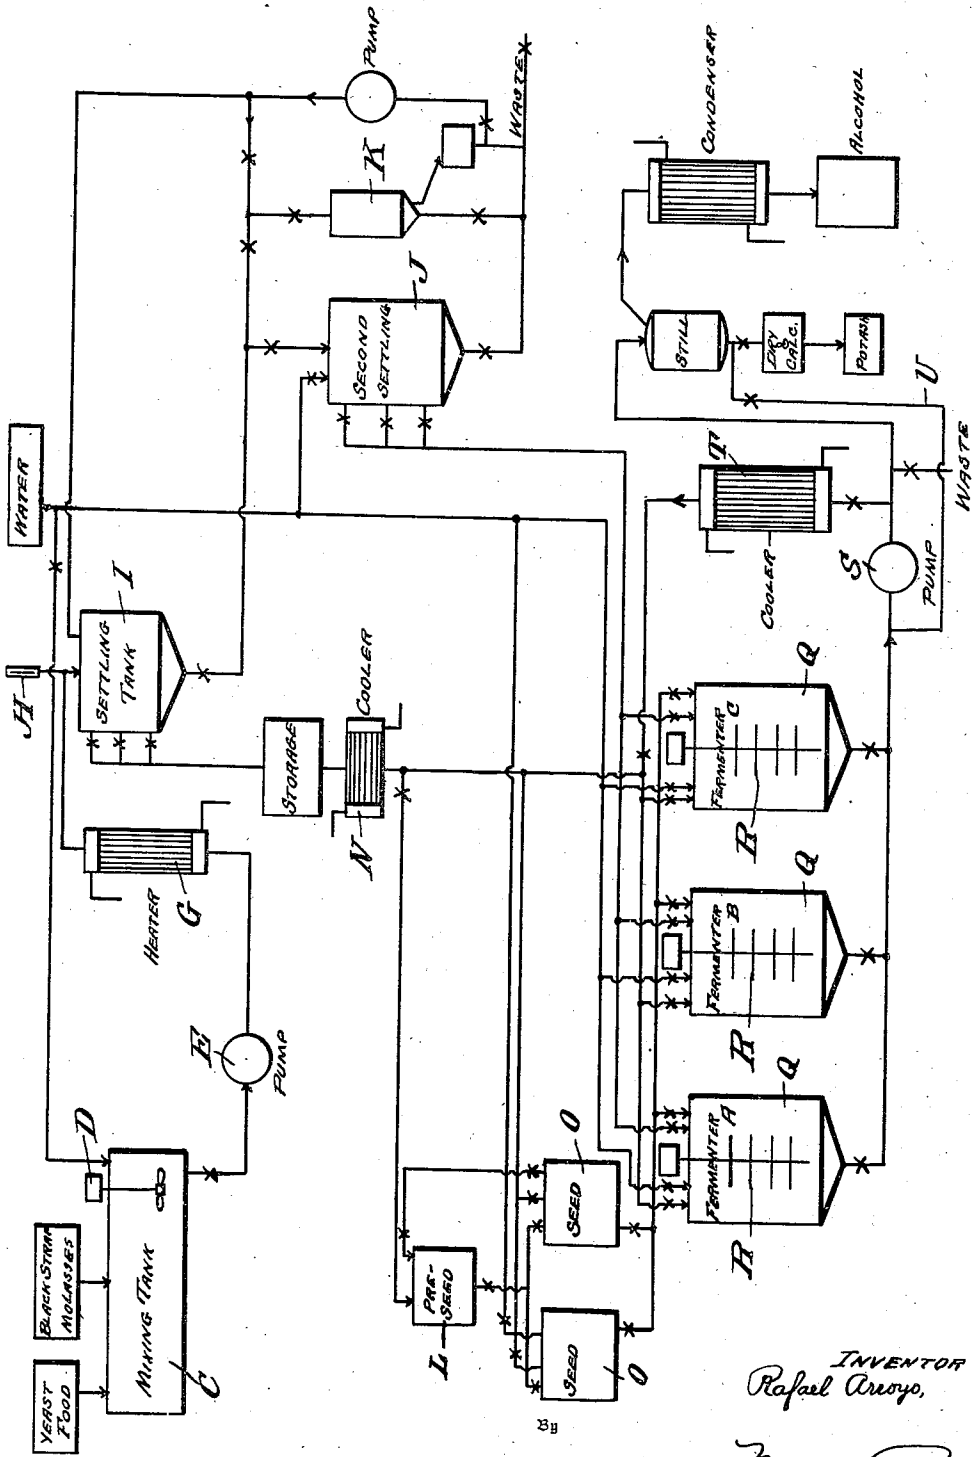 YEAST
FOOD
BLACK STRAP
MOLASSES
MIXING TANK
C
D
E
PUMP
HEATER
G
H
SETTLING
TANK
I
WATER
STORAGE
COOLER
N
SECOND
SETTLING
J
K
PUMP
WASTE
PRE-
SEED
L
SEED
O
SEED
O
FERMENTER
A
Q
R
FERMENTER
B
Q
R
FERMENTER
C
Q
R
S
PUMP
COOLER
T
WASTE
U
STILL
DRY
&
CALC.
POTASH
CONDENSER
ALCOHOL
INVENTOR
Rafael Arroyo,
By